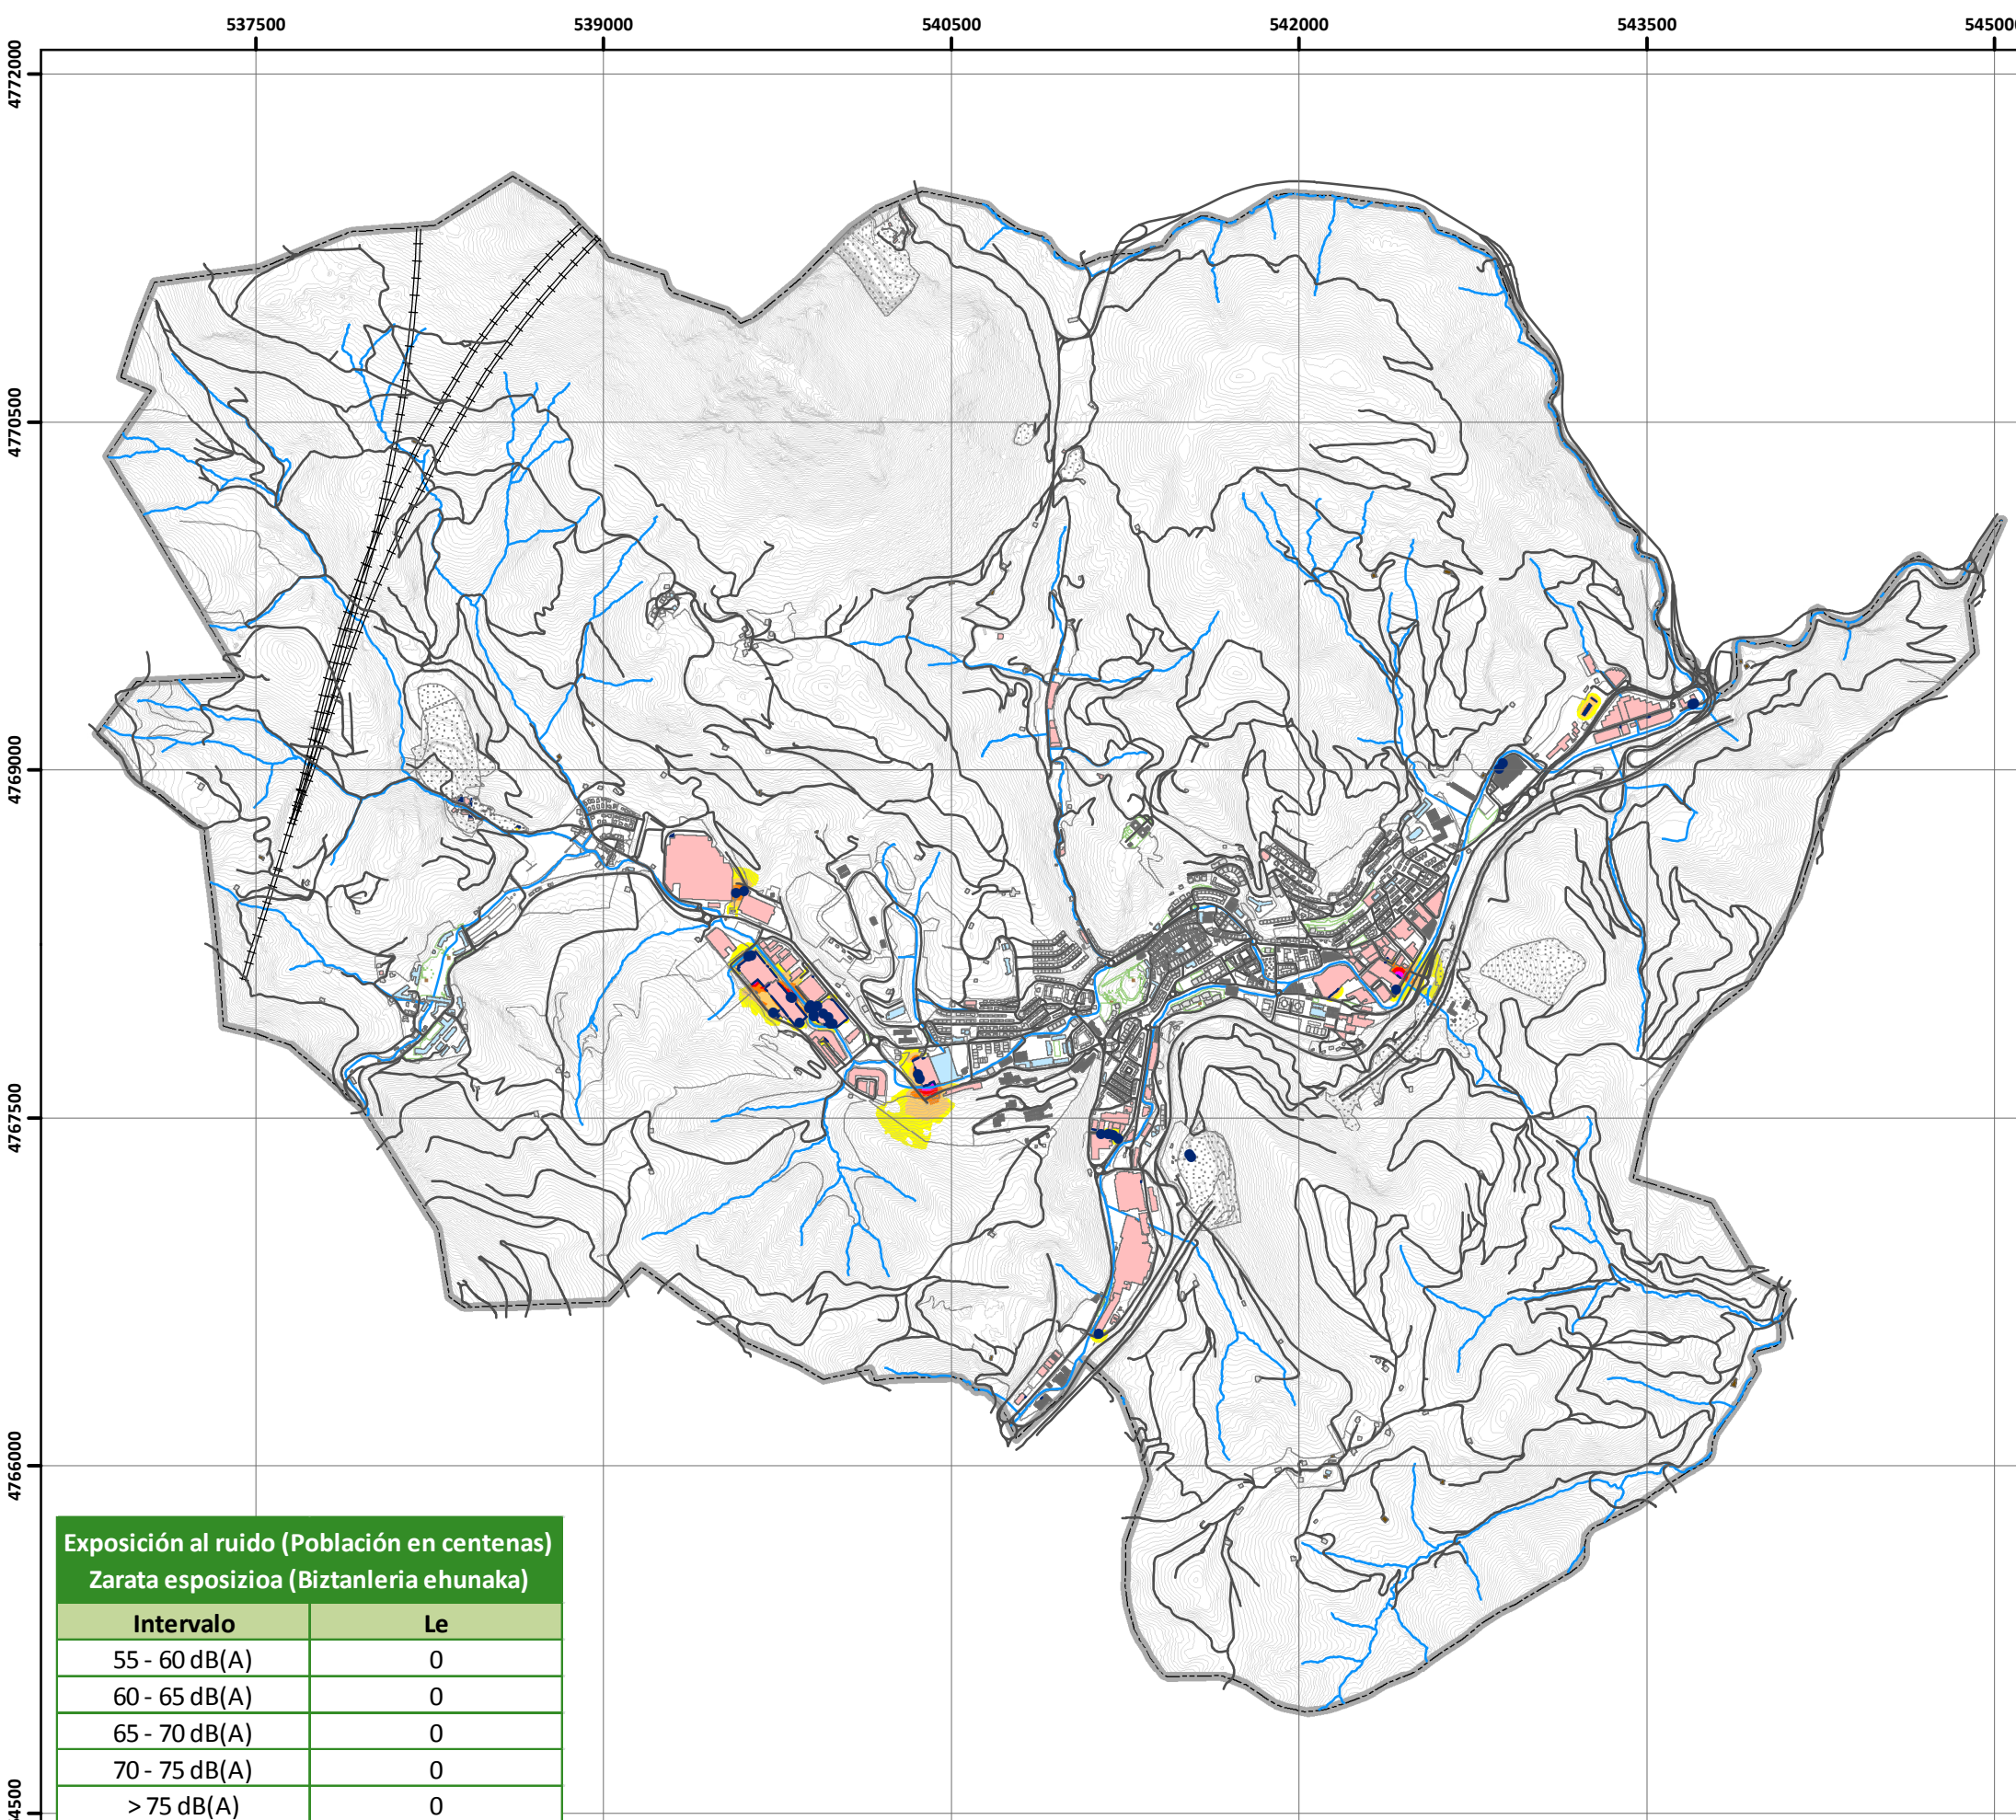 537500 539000 540500 542000 543500
4772000
4770500
4769000
4767500
4766000
Exposición al ruido (Población en centenas)
Zarata esposizioa (Biztanleria ehunaka)
Intervalo Le
55 - 60 dB(A) 0
60 - 65 dB(A) 0
65 - 70 dB(A) 0
70 - 75 dB(A) 0
> 75 dB(A) 0